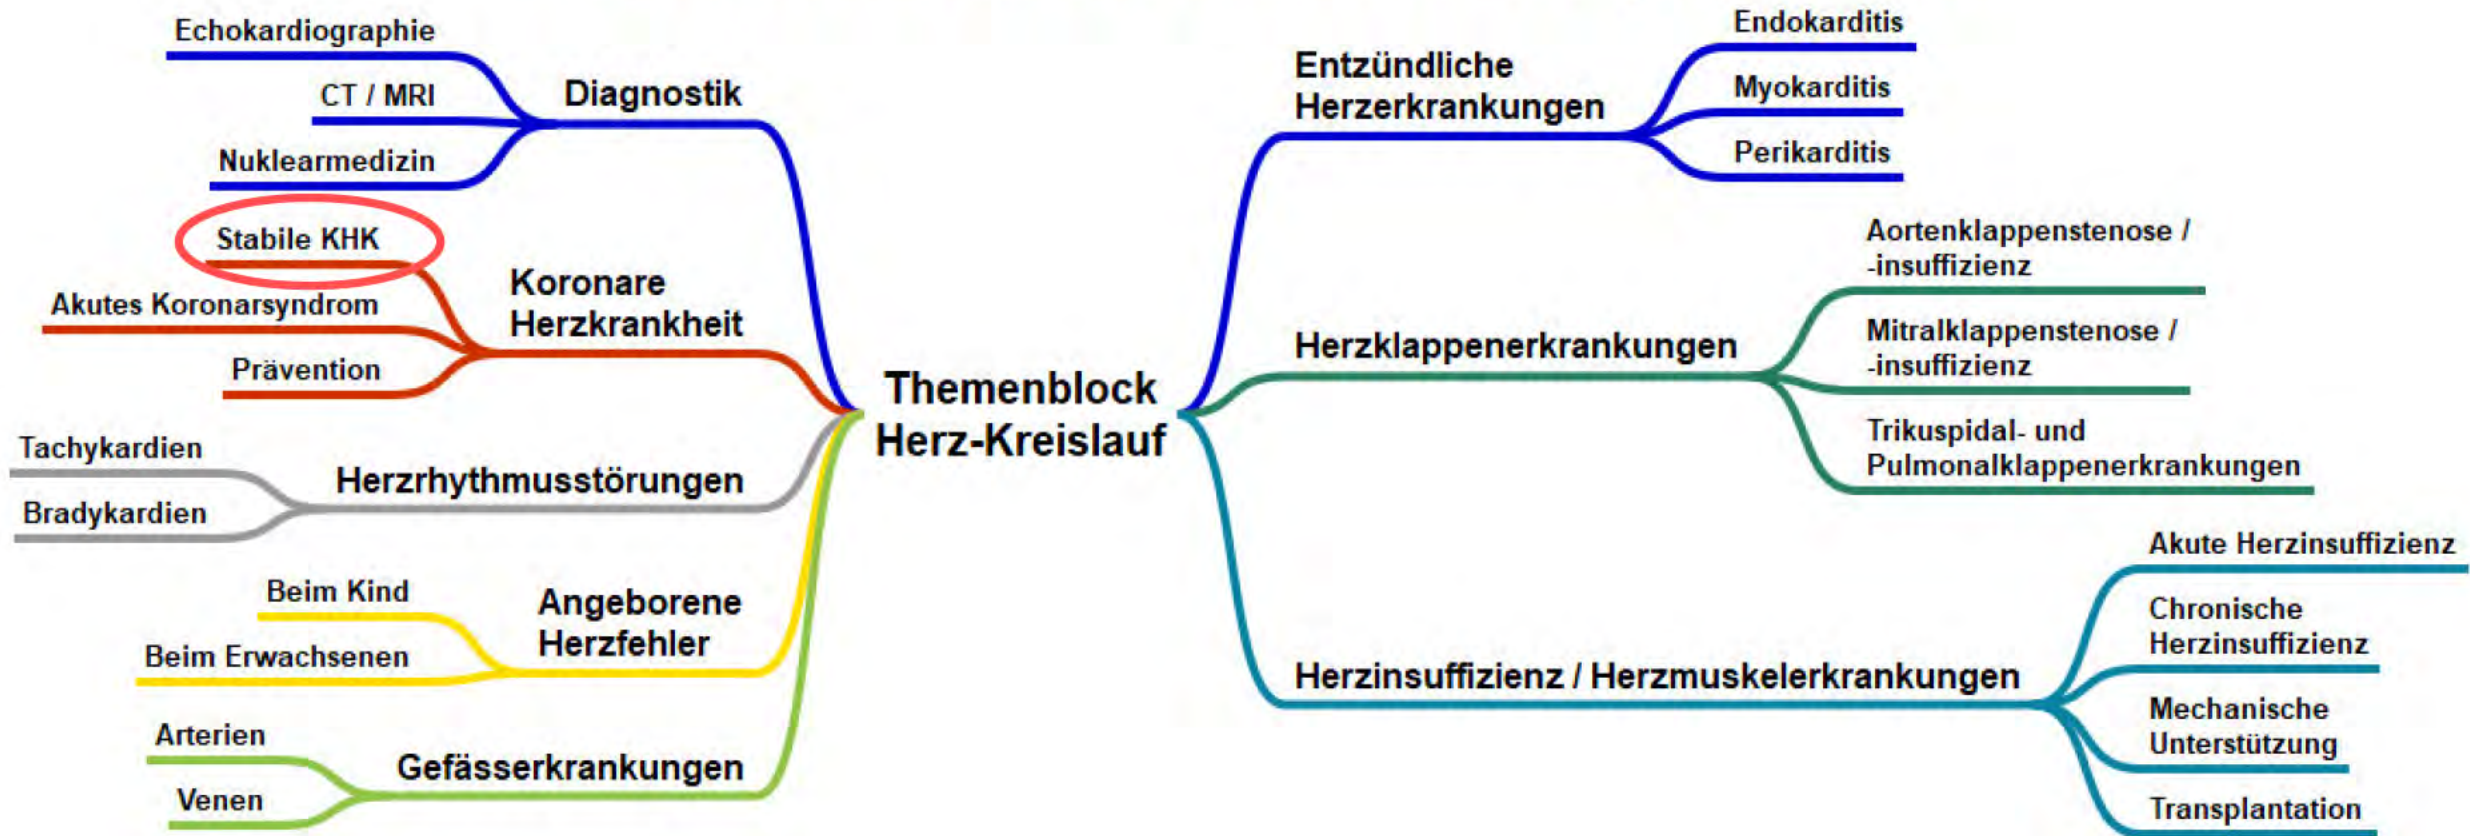 Echokardiographie
CT / MRI
Nuklearmedizin
Diagnostik
Stabile KHK
Akutes Koronarsyndrom
Prävention
Koronare
Herzkrankheit
Tachykardien
Bradykardien
Herzrhythmusstörungen
Beim Kind
Beim Erwachsenen
Angeborene
Herzfehler
Arterien
Venen
Gefässerkrankungen
Themenblock
Herz-Kreislauf
Entzündliche
Herzerkrankungen
Endokarditis
Myokarditis
Perikarditis
Herzklappenerkrankungen
Aortenklappenstenose /
-insuffizienz
Mitralklappenstenose /
-insuffizienz
Trikuspidal- und
Pulmonalklappenerkrankungen
Herzinsuffizienz / Herzmuskelerkrankungen
Akute Herzinsuffizienz
Chronische
Herzinsuffizienz
Mechanische
Unterstützung
Transplantation